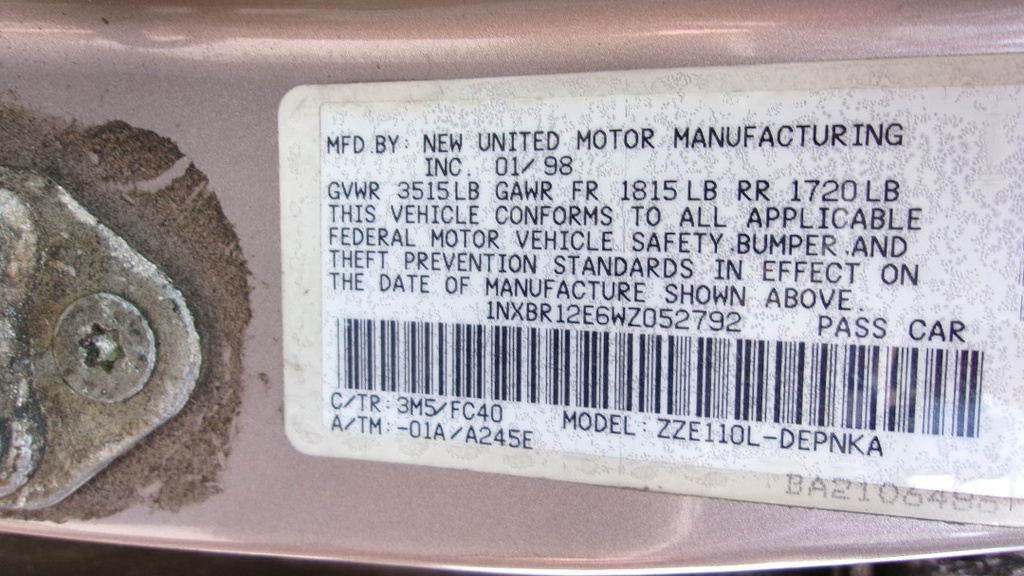 MFD.BY: NEW UNITED MOTOR MANUFACTURING
INC. 01/98
GVWR 3515LB GAWR FR 1815LB RR 1720LB
THIS VEHICLE CONFORMS TO ALL APPLICABLE
FEDERAL MOTOR VEHICLE SAFETY.BUMPER.AND
THEFT PREVENTION STANDARDS IN EFFECT ON
THE DATE OF MANUFACTURE SHOWN ABOVE.
1NXBR12E6WZ052792 PASS CAR
C/TR:3M5/FC40
A/TM:-01A/A245E MODEL:ZZE110L-DEPNKA